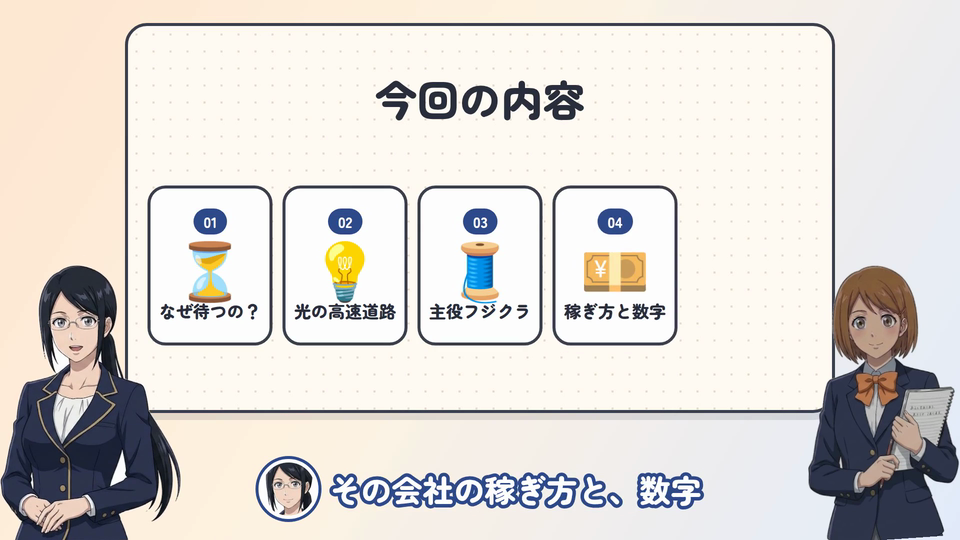 今回の内容
01
なぜ待つの？
02
光の高速道路
03
主役フジクラ
04
¥
稼ぎ方と数字
その会社の稼ぎ方と、数字